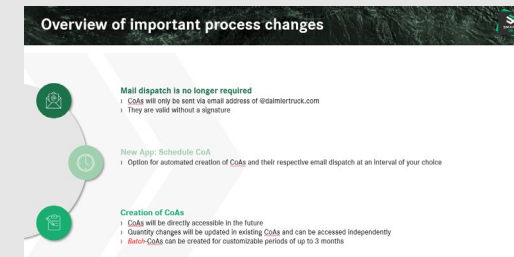 Overview of important process changes
Mail dispatch is no longer required
› CoAs will only be sent via email address of @daimlertruck.com
› They are valid without a signature
New App: Schedule CoA
› Option for automated creation of CoAs and their respective email dispatch at an interval of your choice
Creation of CoAs
› CoAs will be directly accessible in the future
› Quantity changes will be updated in existing CoAs and can be accessed independently
› Batch-CoAs can be created for customizable periods of up to 3 months